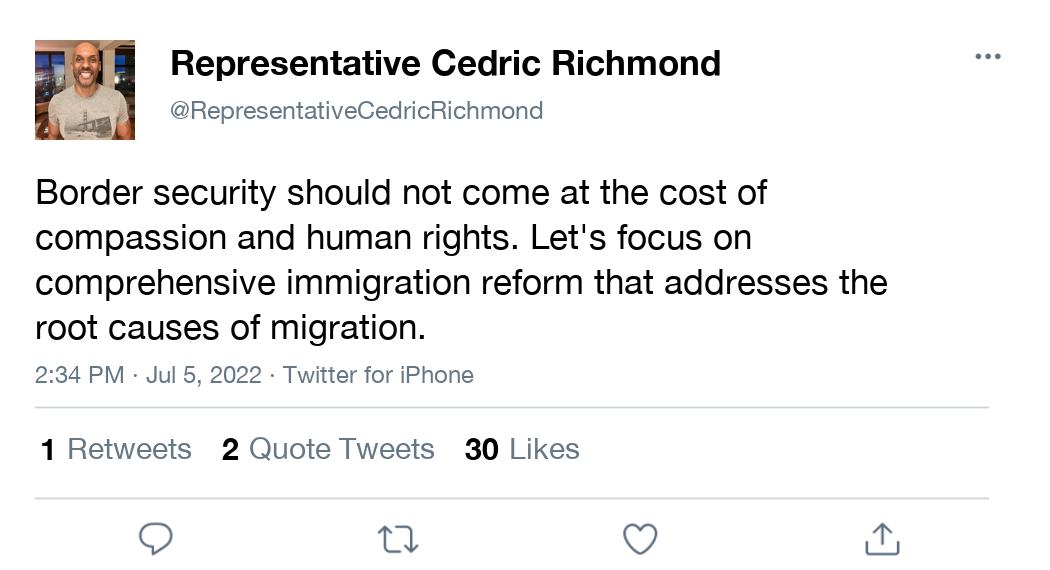 Representative Cedric Richmond
@RepresentativeCedricRichmond
Border security should not come at the cost of
compassion and human rights. Let's focus on
comprehensive immigration reform that addresses the
root causes of migration.
2:34 PM · Jul 5, 2022 · Twitter for iPhone
1 Retweets 2 Quote Tweets 30 Likes